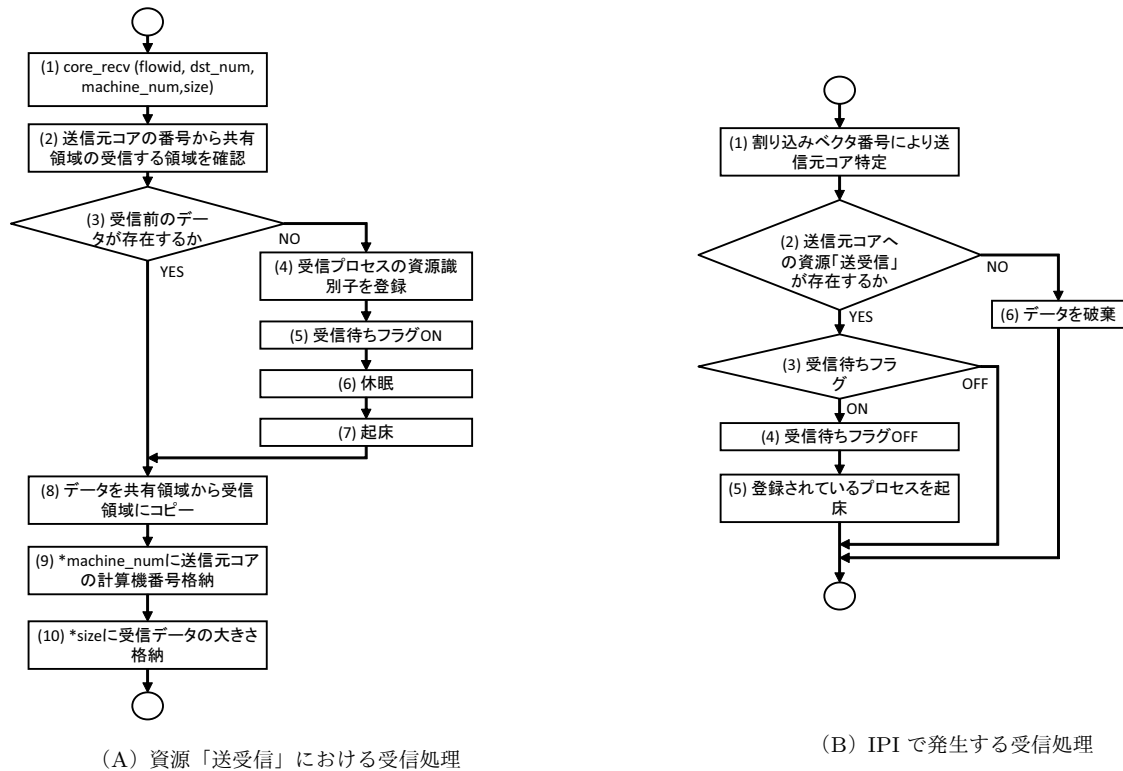 (1) core_recv (flowid, dst_num,
machine_num,size)
(2) 送信元コアの番号から共有
領域の受信する領域を確認
(3) 受信前のデー
タが存在するか
NO
YES
(4) 受信プロセスの資源識
別子を登録
(5) 受信待ちフラグON
(6) 休眠
(7) 起床
(8) データを共有領域から受信
領域にコピー
(9) *machine_numに送信元コア
の計算機番号格納
(10) *sizeに受信データの大きさ
格納
(A) 資源「送受信」における受信処理
(1) 割り込みベクタ番号により送
信元コア特定
(2) 送信元コアへ
の資源「送受信」
が存在するか
NO
YES
(6) データを破棄
(3) 受信待ちフラ
グ
OFF
ON
(4) 受信待ちフラグOFF
(5) 登録されているプロセスを起
床
(B) IPI で発生する受信処理